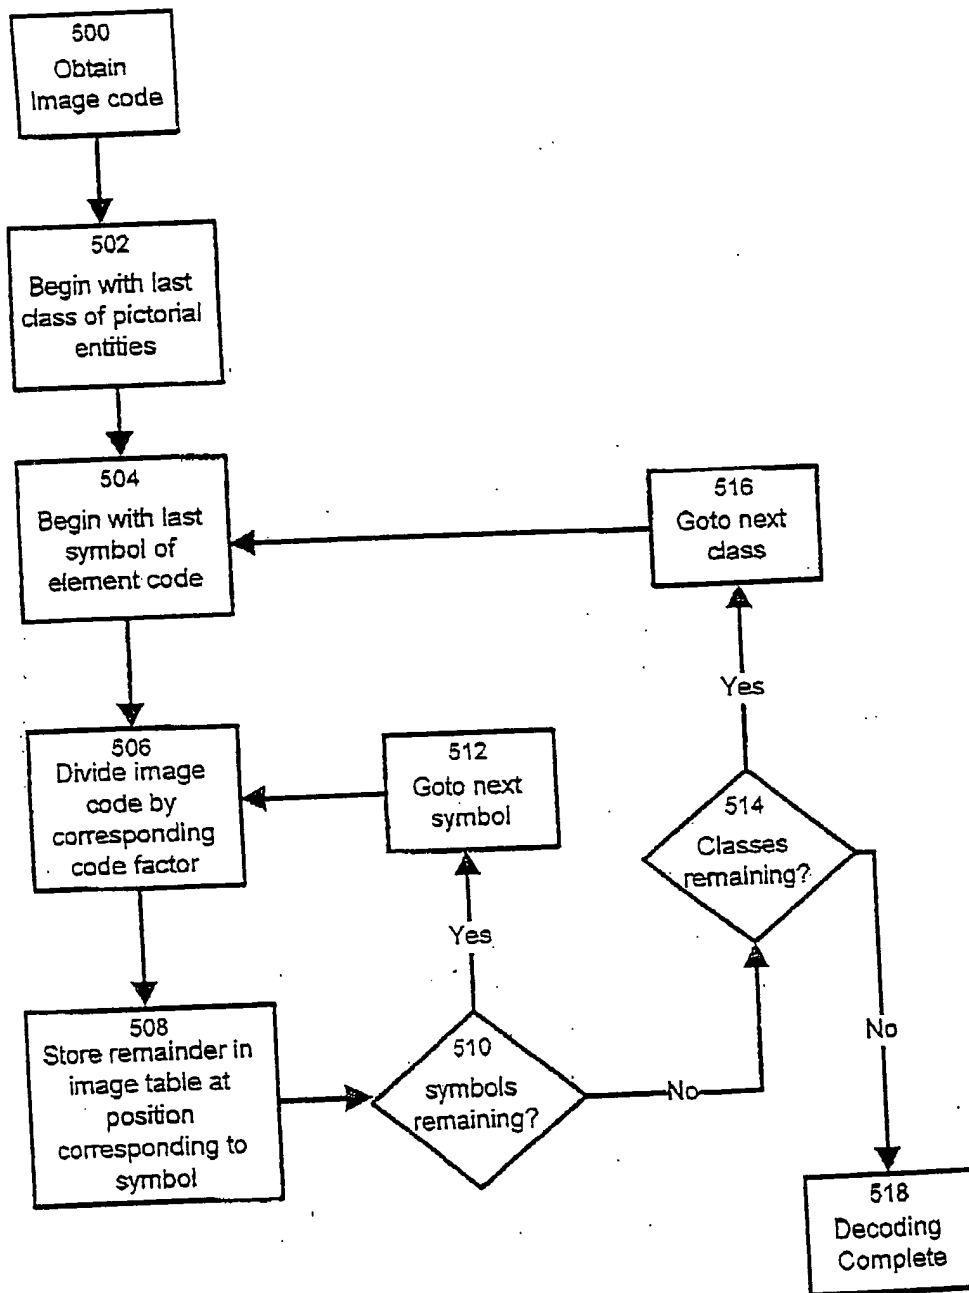 500
Obtain
Image code
502
Begin with last
class of pictorial
entities
504
Begin with last
symbol of
element code
506
Divide image
code by
corresponding
code factor
508
Store remainder in
image table at
position
corresponding to
symbol
510
symbols
remaining?
Yes
512
Goto next
symbol
No
514
Classes
remaining?
Yes
516
Goto next
class
No
518
Decoding
Complete